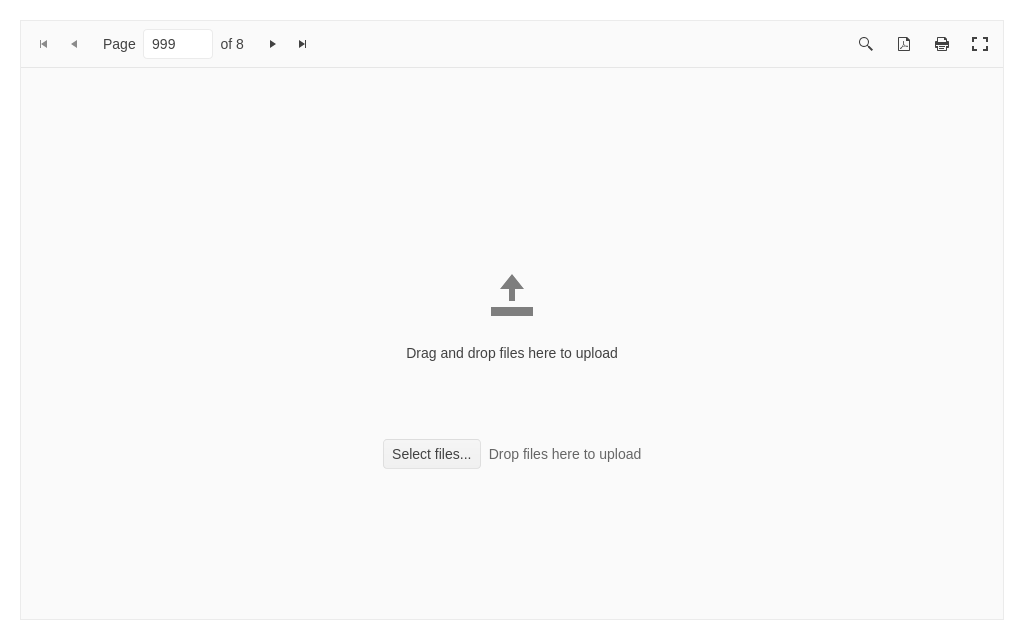 Page 999 of 8
Drag and drop files here to upload
Select files... Drop files here to upload